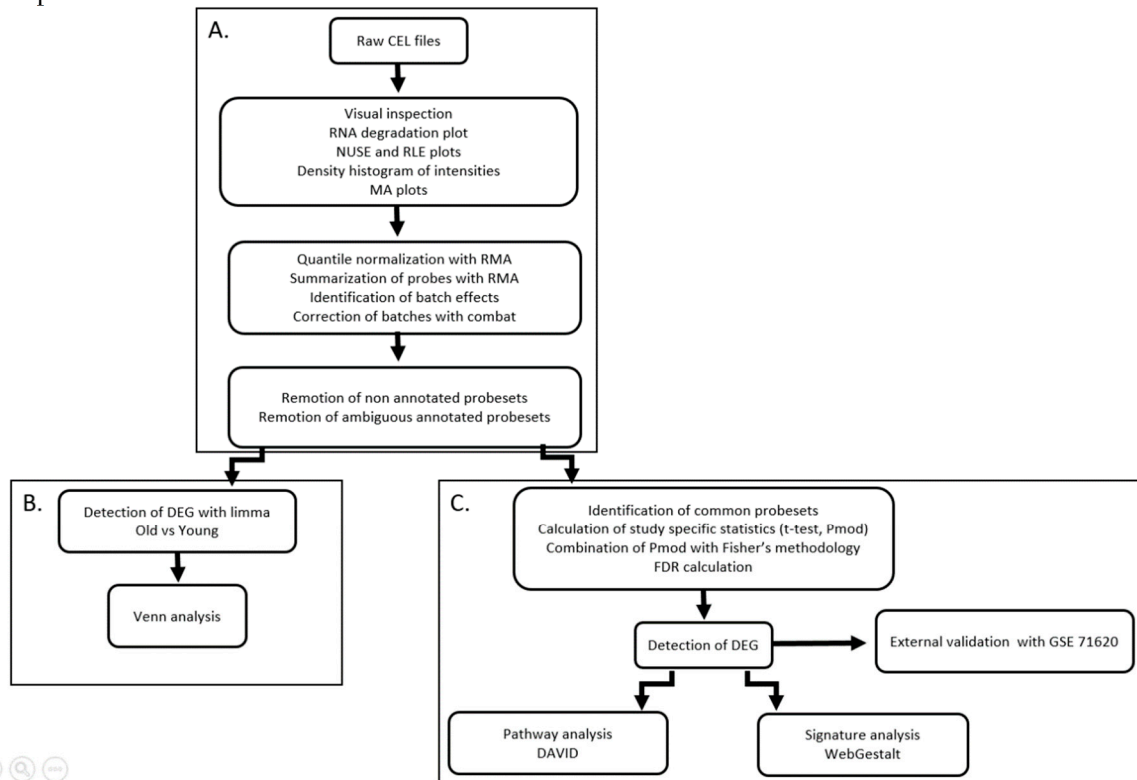 A.
Raw CEL files
Visual inspection
RNA degradation plot
NUSE and RLE plots
Density histogram of intensities
MA plots
Quantile normalization with RMA
Summarization of probes with RMA
Identification of batch effects
Correction of batches with combat
Remotion of non annotated probesets
Remotion of ambiguous annotated probesets
B.
Detection of DEG with limma
Old vs Young
Venn analysis
C.
Identification of common probesets
Calculation of study specific statistics (t-test, Pmod)
Combination of Pmod with Fisher's methodology
FDR calculation
Detection of DEG
External validation with GSE 71620
Pathway analysis
DAVID
Signature analysis
WebGestalt